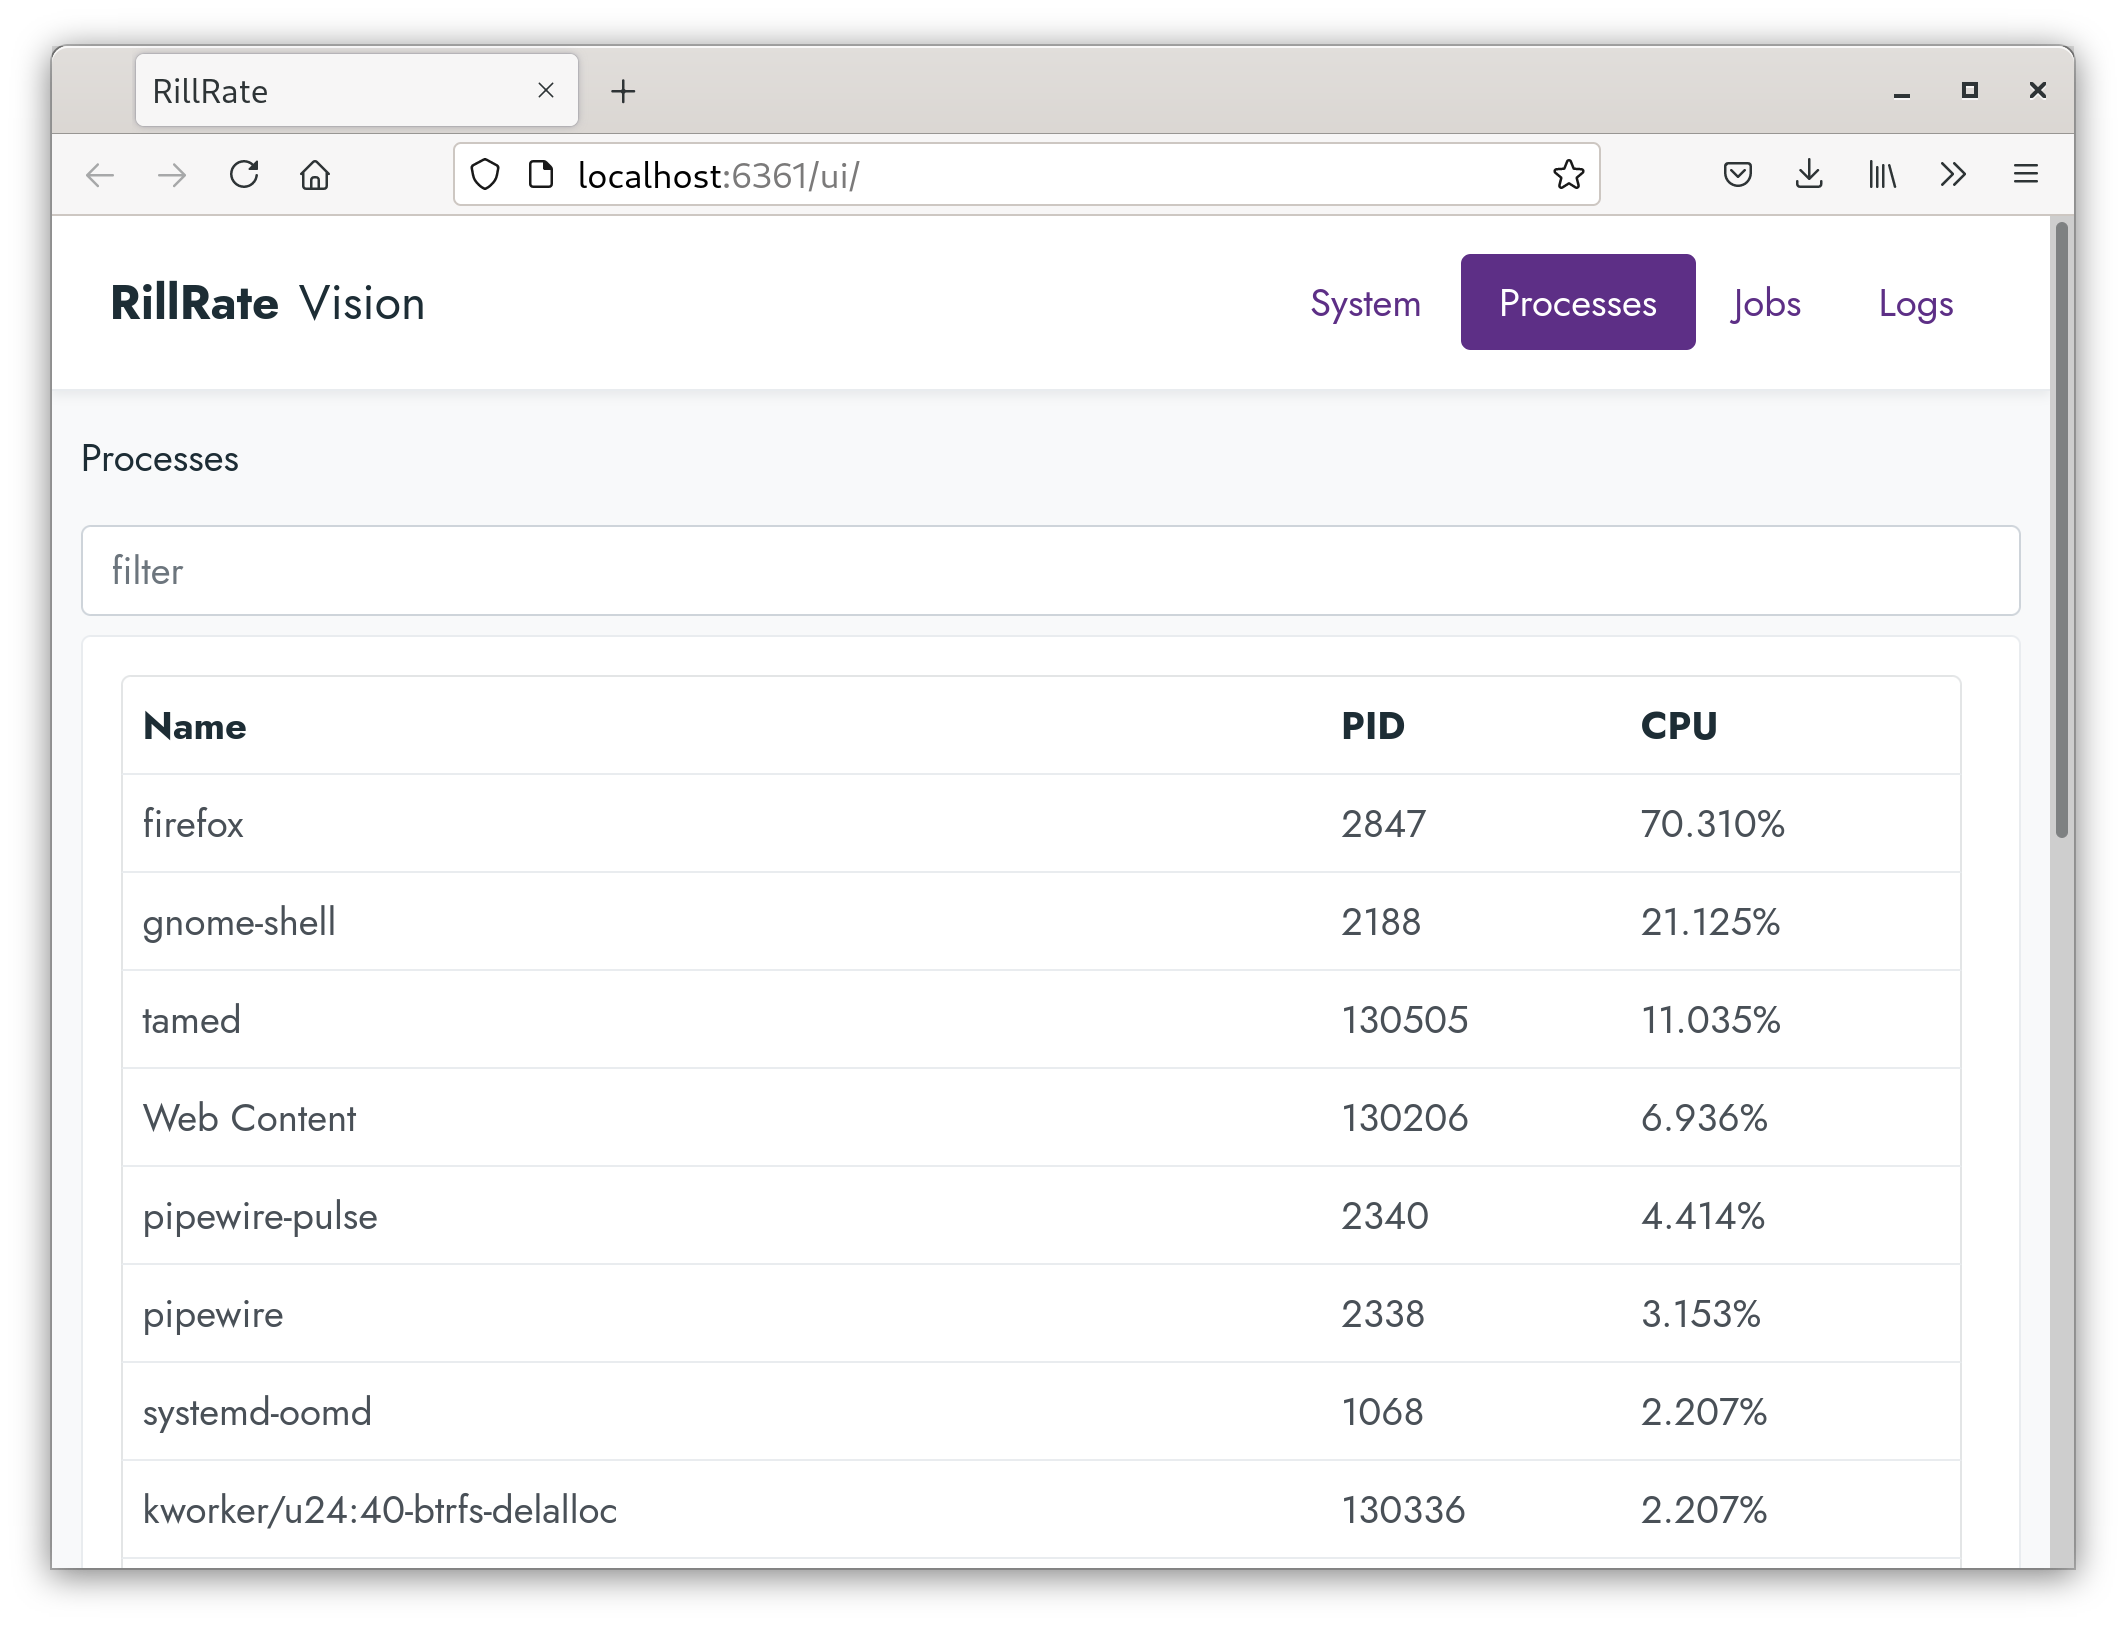 RillRate
localhost:6361/ui/
RillRate Vision System Processes Jobs Logs
Processes
filter
Name PID CPU
firefox 2847 70.310%
gnome-shell 2188 21.125%
tamed 130505 11.035%
Web Content 130206 6.936%
pipewire-pulse 2340 4.414%
pipewire 2338 3.153%
systemd-oomd 1068 2.207%
kworker/u24:40-btrfs-delalloc 130336 2.207%